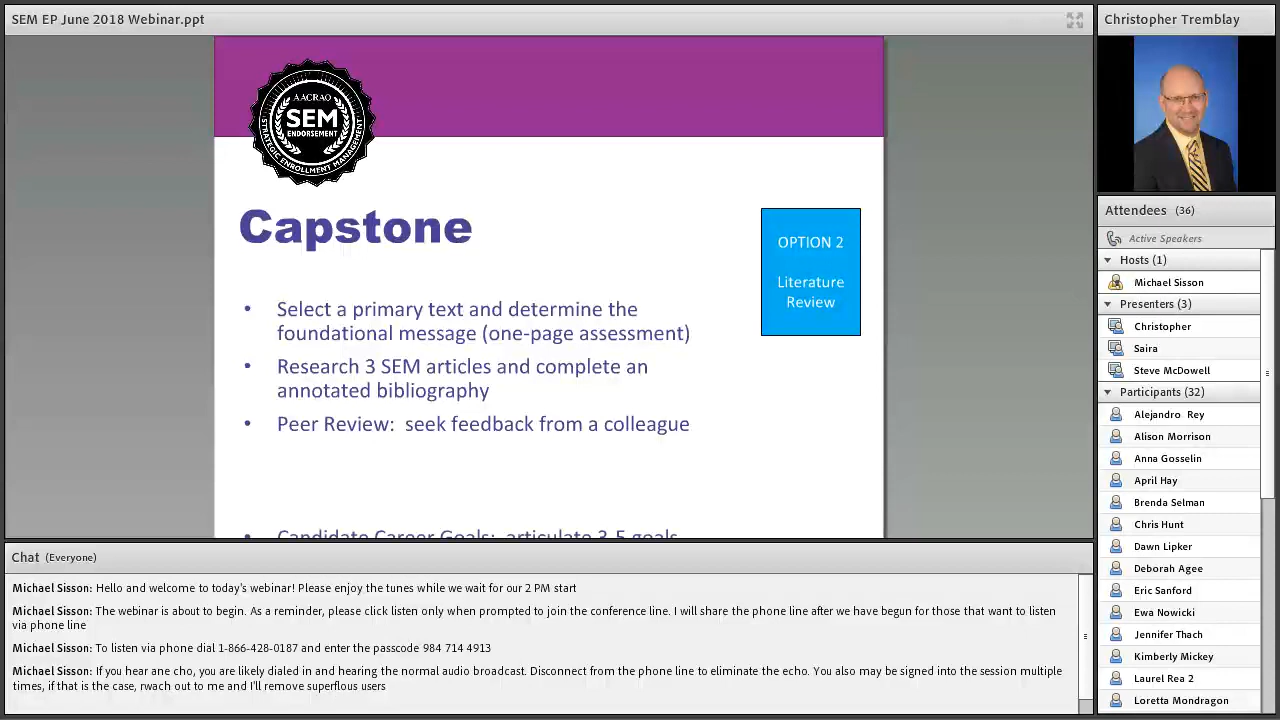 SEM EP June 2018 Webinar.ppt
AACRAO
SEM
ENDORSEMENT
STRATEGIC ENROLLMENT MANAGEMENT
Capstone
OPTION 2
Literature
Review
• Select a primary text and determine the
foundational message (one-page assessment)
• Research 3 SEM articles and complete an
annotated bibliography
• Peer Review:  seek feedback from a colleague
• Candidate Career Goals:  articulate 3-5 goals
Chat (Everyone)
Michael Sisson: Hello and welcome to today's webinar! Please enjoy the tunes while we wait for our 2 PM start
Michael Sisson: The webinar is about to begin. As a reminder, please click listen only when prompted to join the conference line. I will share the phone line after we have begun for those that want to listen
via phone line
Michael Sisson: To listen via phone dial 1-866-428-0187 and enter the passcode 984 714 4913
Michael Sisson: If you hear ane cho, you are likely dialed in and hearing the normal audio broadcast. Disconnect from the phone line to eliminate the echo. You also may be signed into the session multiple
times, if that is the case, rwach out to me and I'll remove superflous users
Christopher Tremblay
Attendees (36)
Active Speakers
Hosts (1)
Michael Sisson
Presenters (3)
Christopher
Saira
Steve McDowell
Participants (32)
Alejandro  Rey
Alison Morrison
Anna Gosselin
April Hay
Brenda Selman
Chris Hunt
Dawn Lipker
Deborah Agee
Eric Sanford
Ewa Nowicki
Jennifer Thach
Kimberly Mickey
Laurel Rea 2
Loretta Mondragon